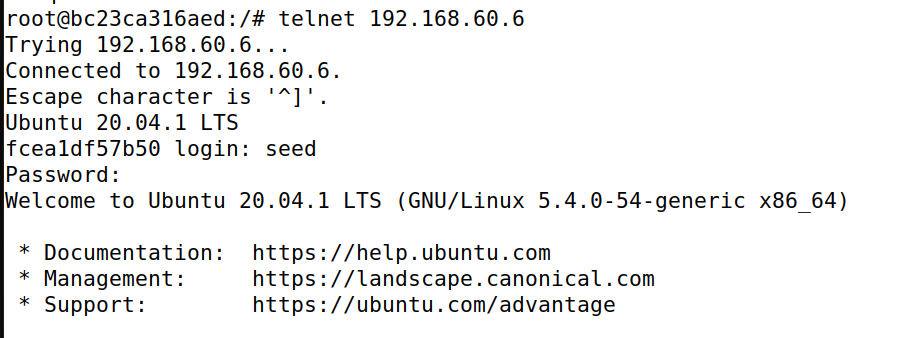 root@bc23ca316aed:/# telnet 192.168.60.6
Trying 192.168.60.6...
Connected to 192.168.60.6.
Escape character is '^]'.
Ubuntu 20.04.1 LTS
fcea1df57b50 login: seed
Password:
Welcome to Ubuntu 20.04.1 LTS (GNU/Linux 5.4.0-54-generic x86_64)

 * Documentation:  https://help.ubuntu.com
 * Management:     https://landscape.canonical.com
 * Support:        https://ubuntu.com/advantage